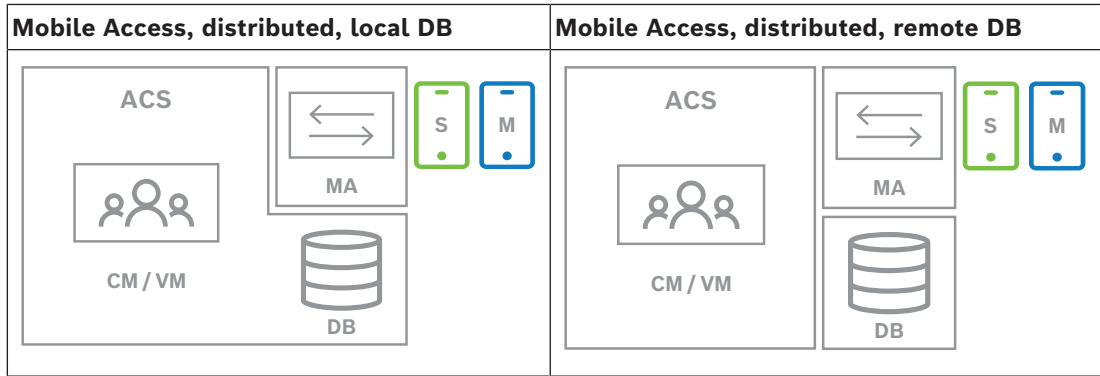 Mobile Access, distributed, local DB
ACS
S
M
MA
CM / VM
DB
Mobile Access, distributed, remote DB
ACS
S
M
MA
CM / VM
DB